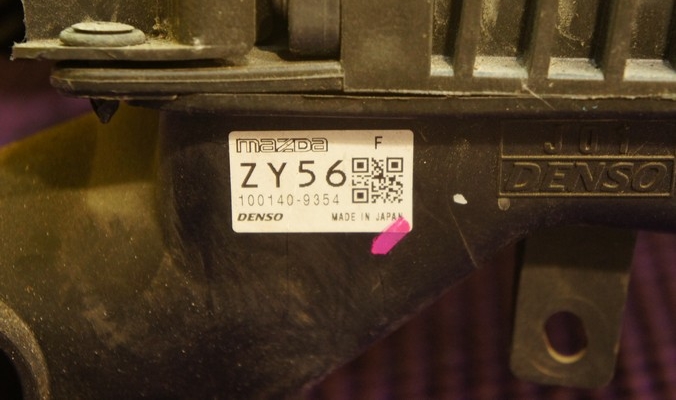 mazda F
ZY56
100140-9354
DENSO MADE IN JAPAN
DENSO